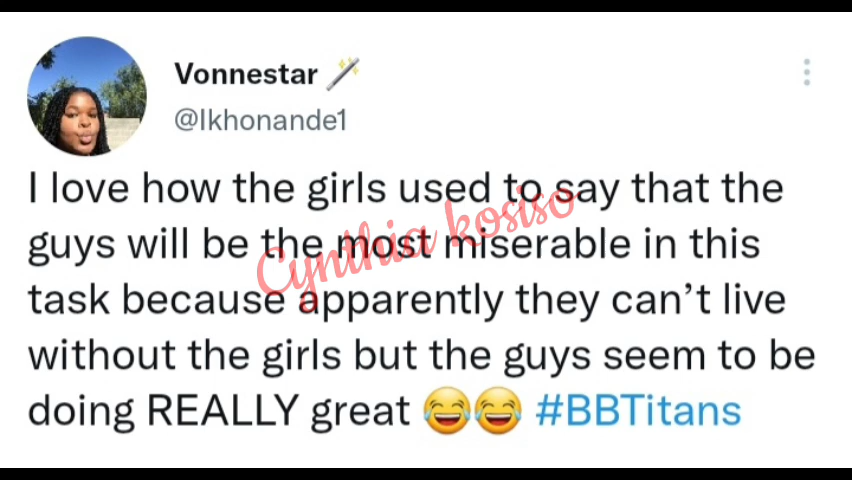 Vonnestar 🪄
@Ikhonande1
I love how the girls used to say that the
guys will be the most miserable in this
task because apparently they can’t live
without the girls but the guys seem to be
doing REALLY great 😂😂 #BBTitans
Cynthia kosiso